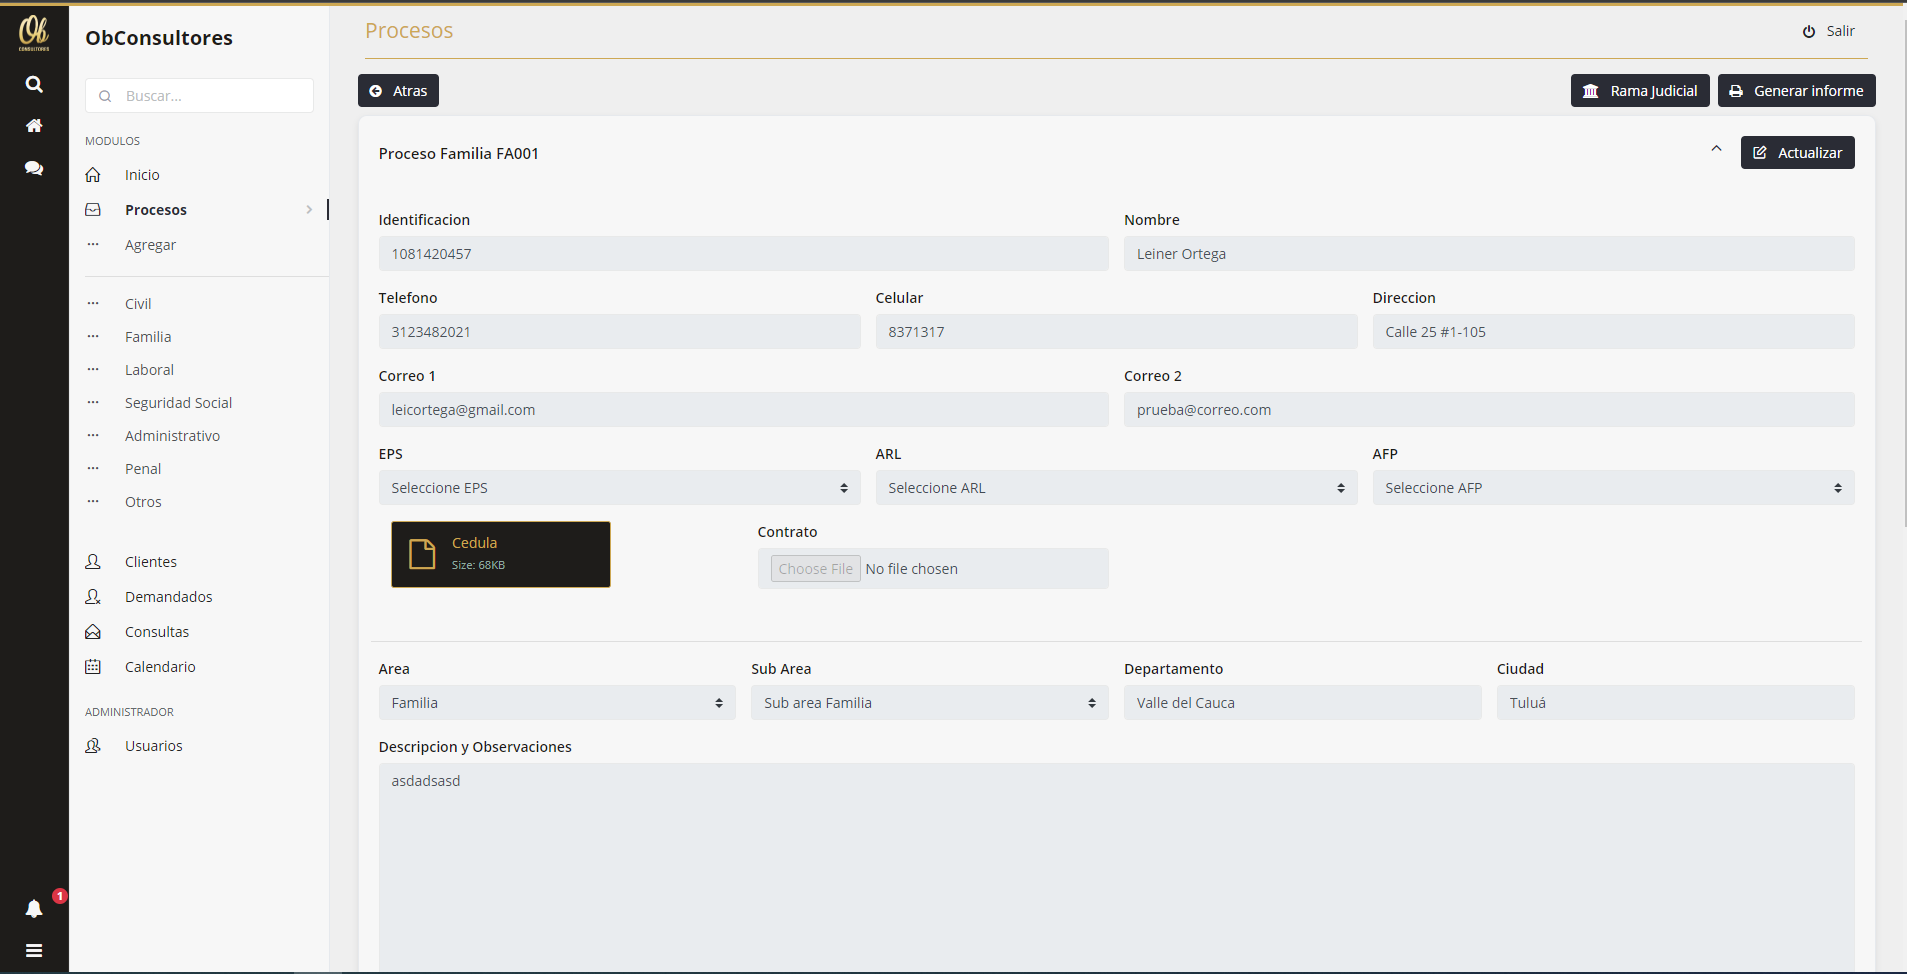 Ob
CONSULTORES
ObConsultores
Buscar...
MODULOS
Inicio
Procesos
Agregar
Civil
Familia
Laboral
Seguridad Social
Administrativo
Penal
Otros
Clientes
Demandados
Consultas
Calendario
ADMINISTRADOR
Usuarios
1
Procesos
Salir
Atras
Rama Judicial
Generar informe
Proceso Familia FA001
Actualizar
Identificacion
Nombre
1081420457
Leiner Ortega
Telefono
Celular
Direccion
3123482021
8371317
Calle 25 #1-105
Correo 1
Correo 2
leicortega@gmail.com
prueba@correo.com
EPS
ARL
AFP
Seleccione EPS
Seleccione ARL
Seleccione AFP
Cedula
Size: 68KB
Contrato
Choose File No file chosen
Area
Sub Area
Departamento
Ciudad
Familia
Sub area Familia
Valle del Cauca
Tuluá
Descripcion y Observaciones
asdadsasd